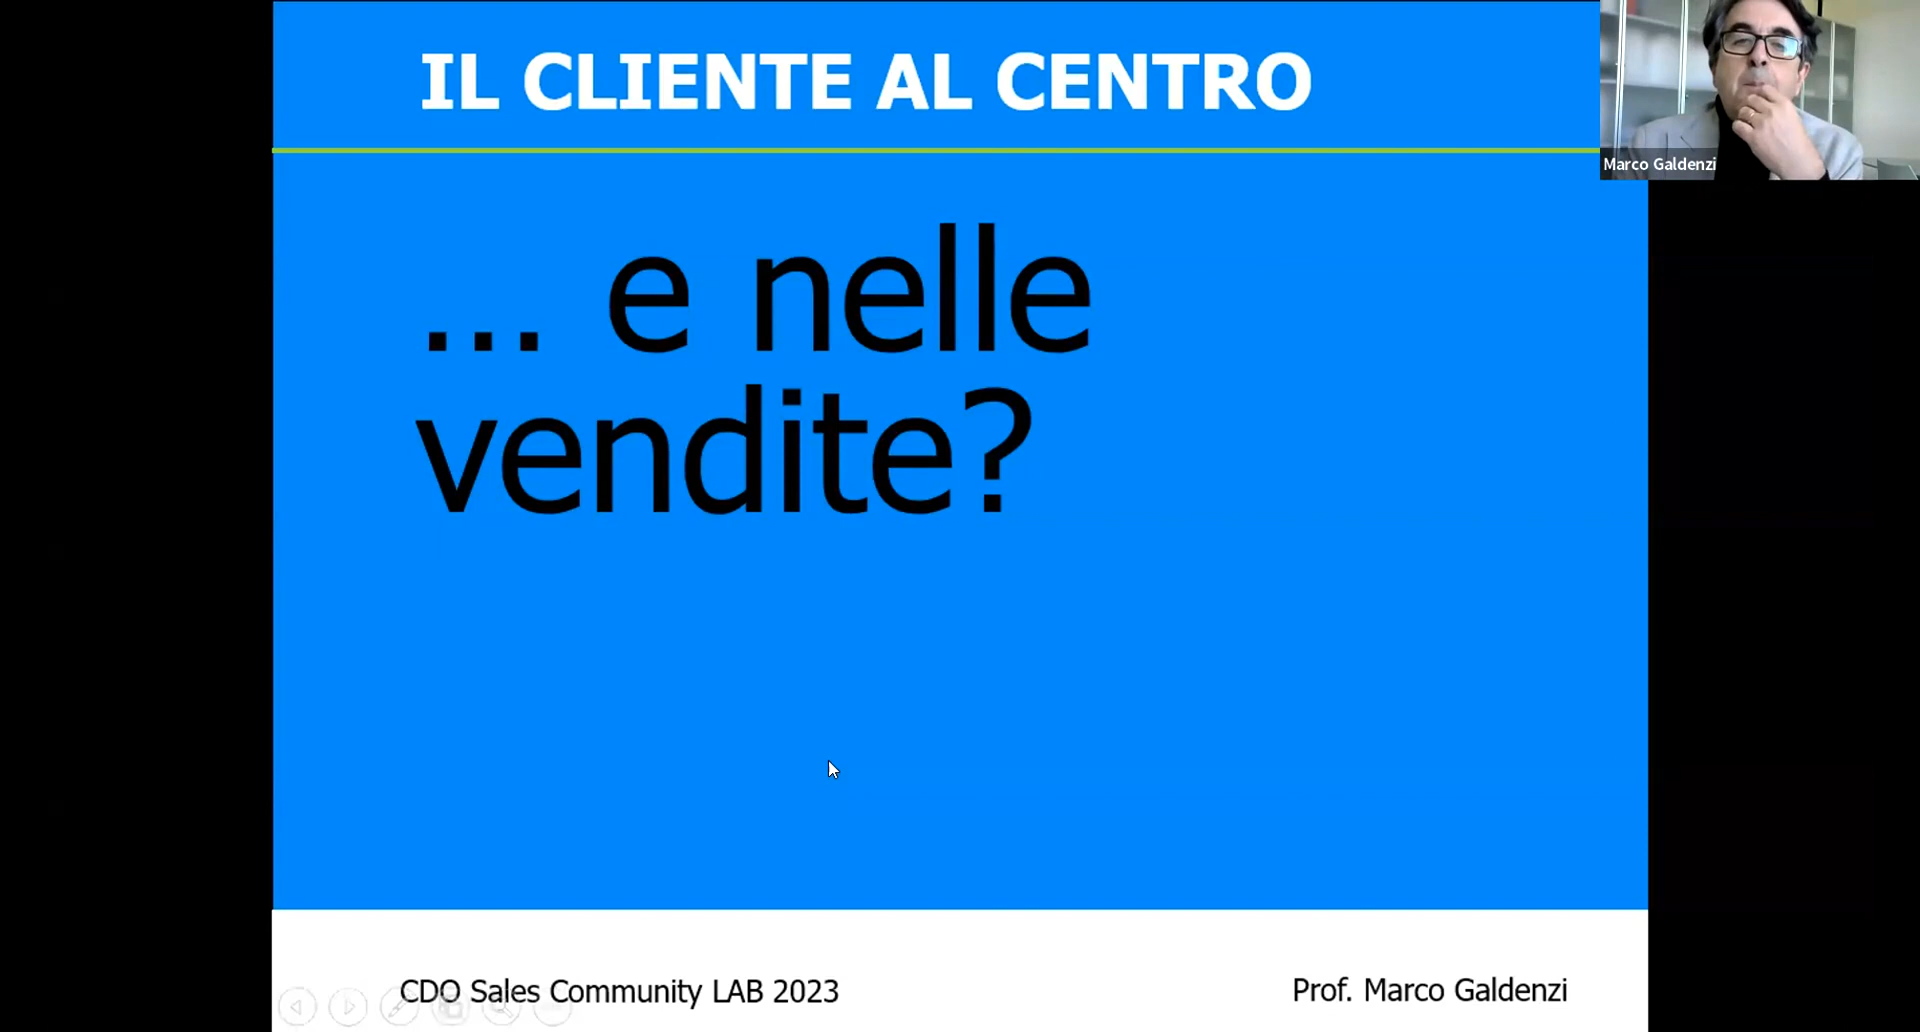 IL CLIENTE AL CENTRO
Marco Galdenzi
... e nelle
vendite?
CDO Sales Community LAB 2023
Prof. Marco Galdenzi